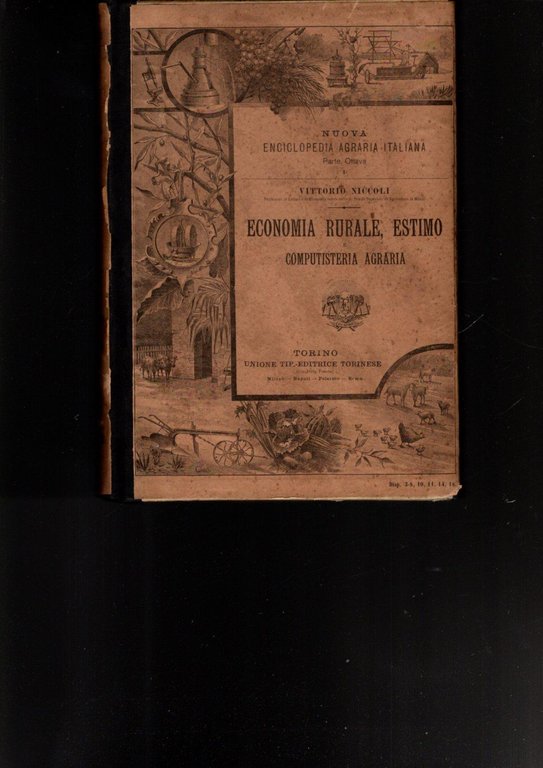 NUOVA
ENCICLOPEDIA AGRARIA ITALIANA
Parte Ottava
VITTORIO NICCOLI
ECONOMIA RURALE, ESTIMO
E
COMPUTISTERIA AGRARIA
TORINO
UNIONE TIP.-EDITRICE TORINESE
Milano — Napoli — Palermo — Roma